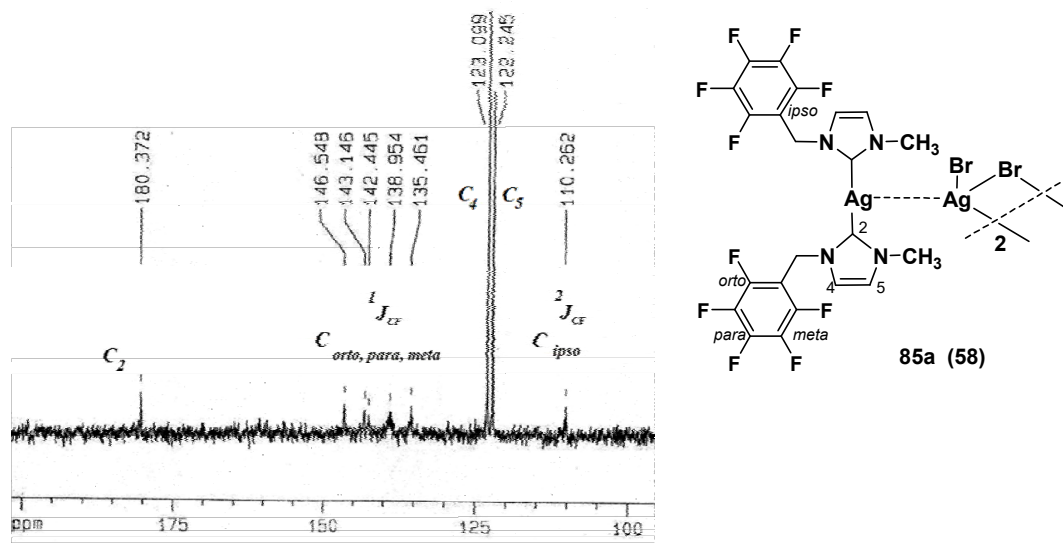 180.372
146.548
143.146
142.445
138.954
135.461
123.099
122.245
110.262
C4
C5
1JCF
2JCF
C2
C orto, para, meta
C ipso
ppm 175 150 125 100
F F
F F
F
ipso
N N CH3
Br Br
Ag Ag
2 2
N N CH3
F orto
4 5
F F
para meta
F F
85a (58)